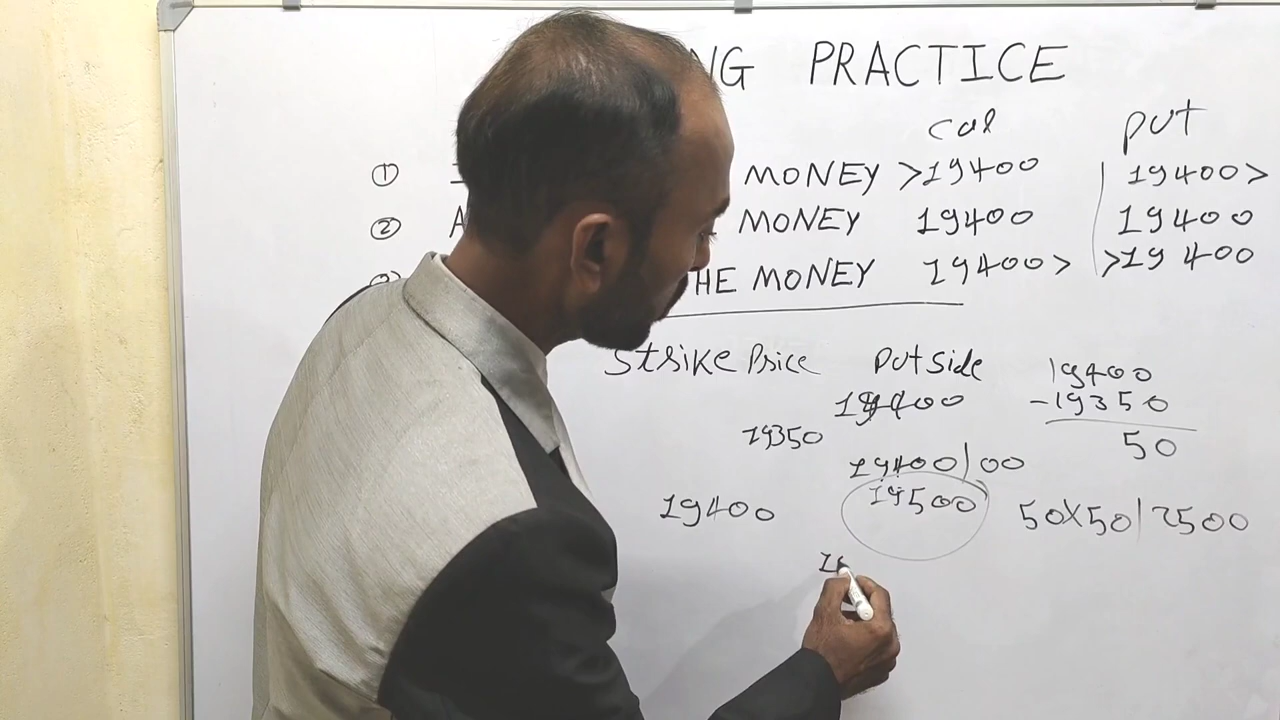 NG PRACTICE
cal put
① MONEY >19400 | 19400>
② A MONEY 19400 19400
HE MONEY 19400> >19400
Strike Price Put Side 19400
19400 -19350
19350 50
19400/00
19400 19500 50X50/2500